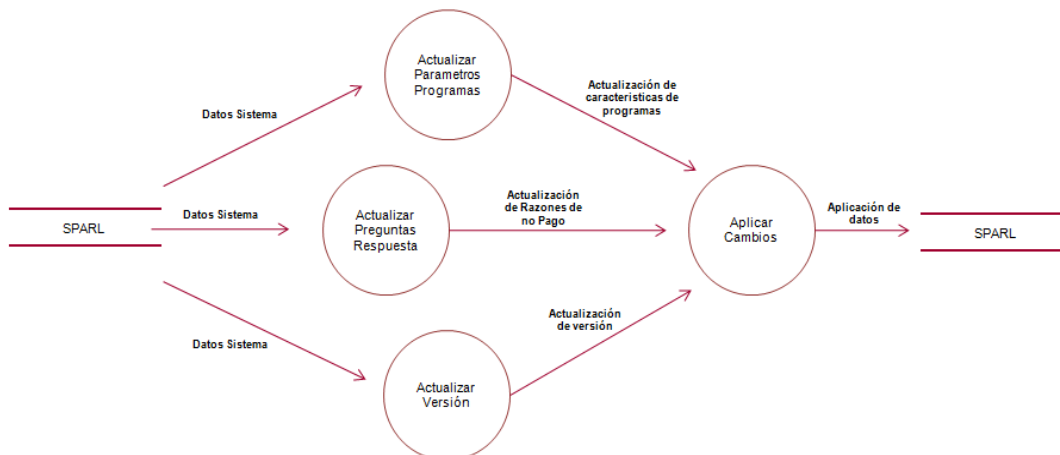 Actualizar
Parametros
Programas
Actualización de
caracteristicas de
programas
Datos Sistema
SPARL
Datos Sistema
Actualizar
Preguntas
Respuesta
Actualización
de Razones de
no Pago
Aplicar
Cambios
Aplicación de
datos
SPARL
Datos Sistema
Actualizar
Versión
Actualización
de versión